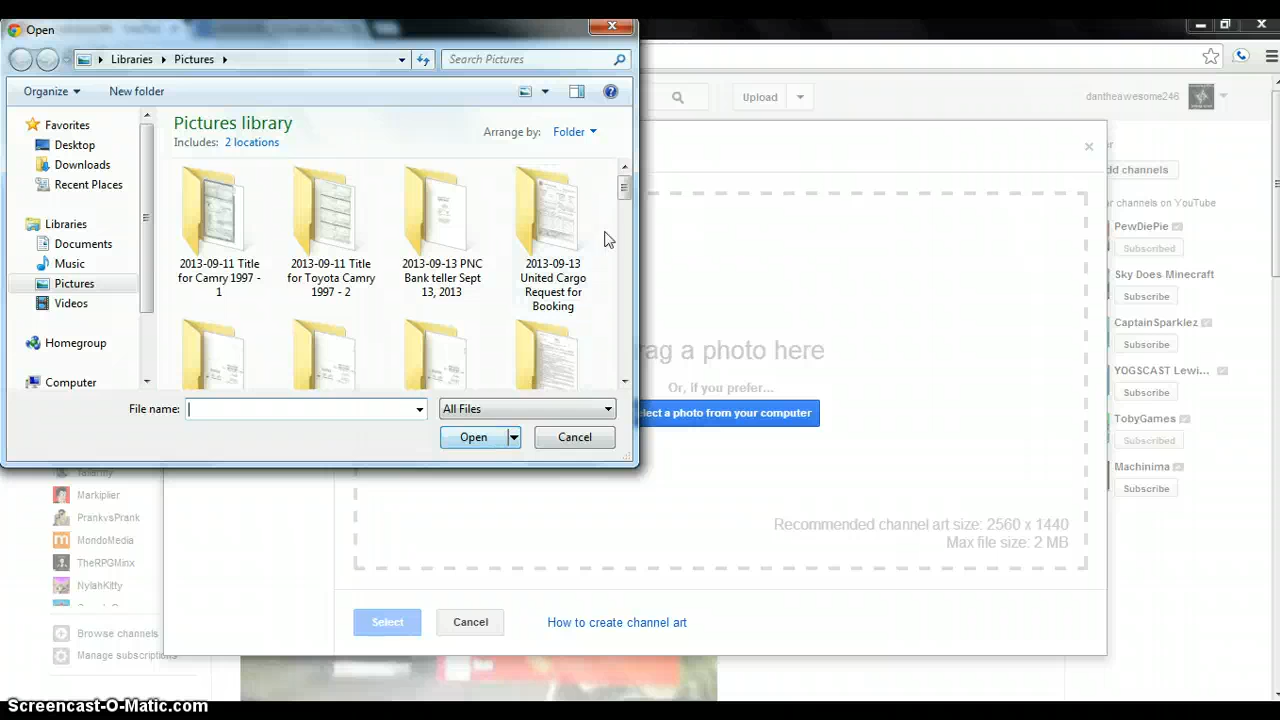 Open
Libraries
Pictures
Search Pictures
Organize
New folder
Favorites
Desktop
Downloads
Recent Places
Libraries
Documents
Music
Pictures
Videos
Homegroup
Computer
Pictures library
Includes: 2 locations
Arrange by: Folder
2013-09-11 Title
for Camry 1997 -
1
2013-09-11 Title
for Toyota Camry
1997 - 2
2013-09-13 PNC
Bank teller Sept
13, 2013
2013-09-13
United Cargo
Request for
Booking
File name:
All Files
Open
Cancel
Upload
dantheawesome246
dd channels
r channels on YouTube
PewDiePie
Subscribed
Sky Does Minecraft
Subscribe
CaptainSparklez
Subscribe
YOGSCAST Lewi...
Subscribe
TobyGames
Subscribed
Machinima
Subscribe
rag a photo here
Or, if you prefer...
lect a photo from your computer
Recommended channel art size: 2560 x 1440
Max file size: 2 MB
Select
Cancel
How to create channel art
Markiplier
PrankvsPrank
MondoMedia
TheRPGMinx
NylahKitty
Browse channels
Manage subscriptions
Screencast-O-Matic.com